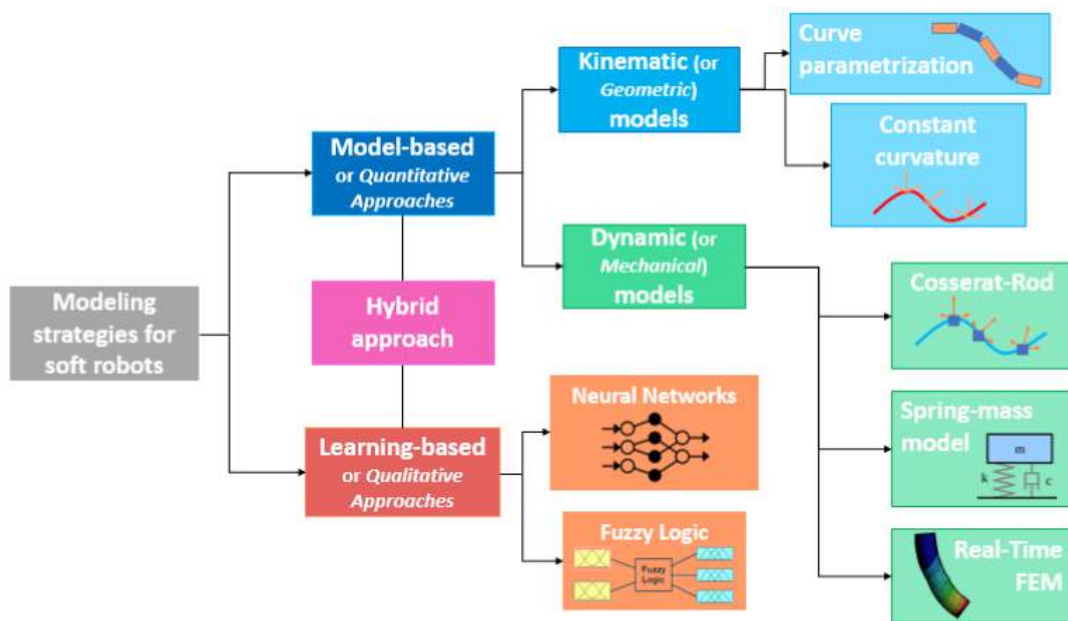 Modeling
strategies for
soft robots
Model-based
or Quantitative
Approaches
Hybrid
approach
Learning-based
or Qualitative
Approaches
Kinematic (or
Geometric)
models
Dynamic (or
Mechanical)
models
Neural Networks
Fuzzy Logic
Fuzzy
Logic
Curve
parametrization
Constant
curvature
Cosserat-Rod
Spring-mass
model
m
k
c
Real-Time
FEM